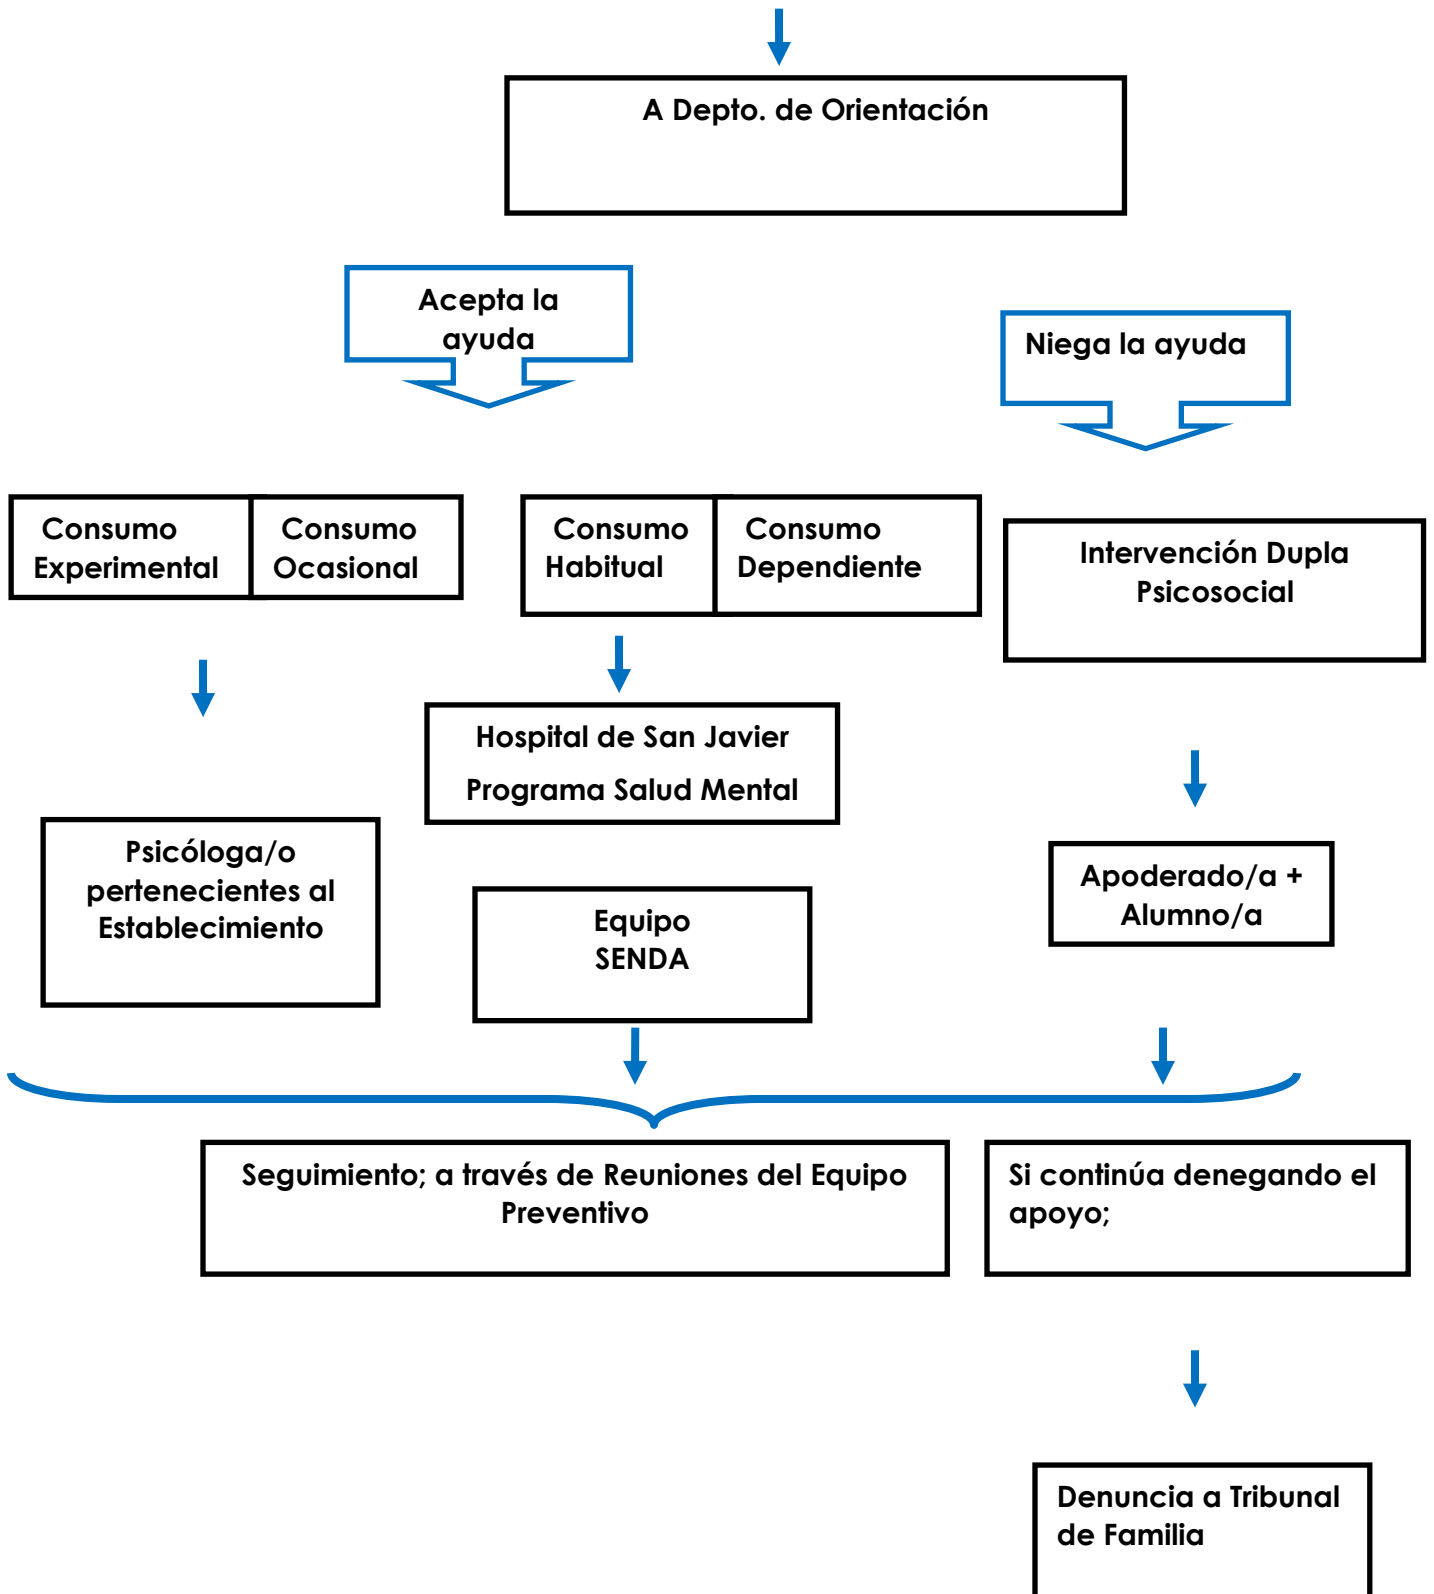 A Depto. de Orientación
Acepta la
ayuda
Niega la ayuda
Consumo
Experimental
Consumo
Ocasional
Consumo
Habitual
Consumo
Dependiente
Intervención Dupla
Psicosocial
Hospital de San Javier
Programa Salud Mental
Psicóloga/o
pertenecientes al
Establecimiento
Equipo
SENDA
Apoderado/a +
Alumno/a
Seguimiento; a través de Reuniones del Equipo
Preventivo
Si continúa denegando el
apoyo;
Denuncia a Tribunal
de Familia